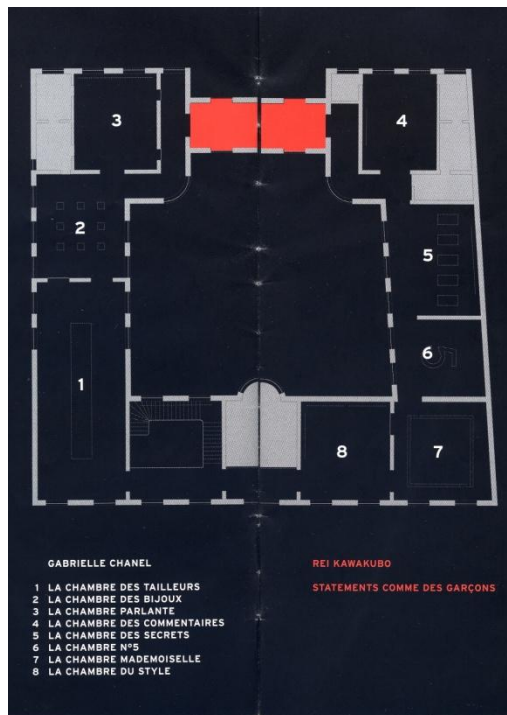 3
4
2
5
6
1
8
7
GABRIELLE CHANEL
1 LA CHAMBRE DES TAILLEURS
2 LA CHAMBRE DES BIJOUX
3 LA CHAMBRE PARLANTE
4 LA CHAMBRE DES COMMENTAIRES
5 LA CHAMBRE DES SECRETS
6 LA CHAMBRE Nº5
7 LA CHAMBRE MADEMOISELLE
8 LA CHAMBRE DU STYLE
REI KAWAKUBO
STATEMENTS COMME DES GARÇONS